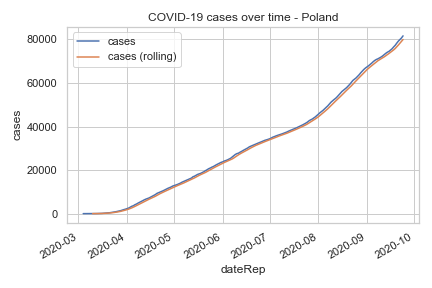 COVID-19 cases over time - Poland
cases
cases (rolling)
80000
60000
40000
20000
0
cases
2020-03
2020-04
2020-05
2020-06
2020-07
2020-08
2020-09
2020-10
dateRep